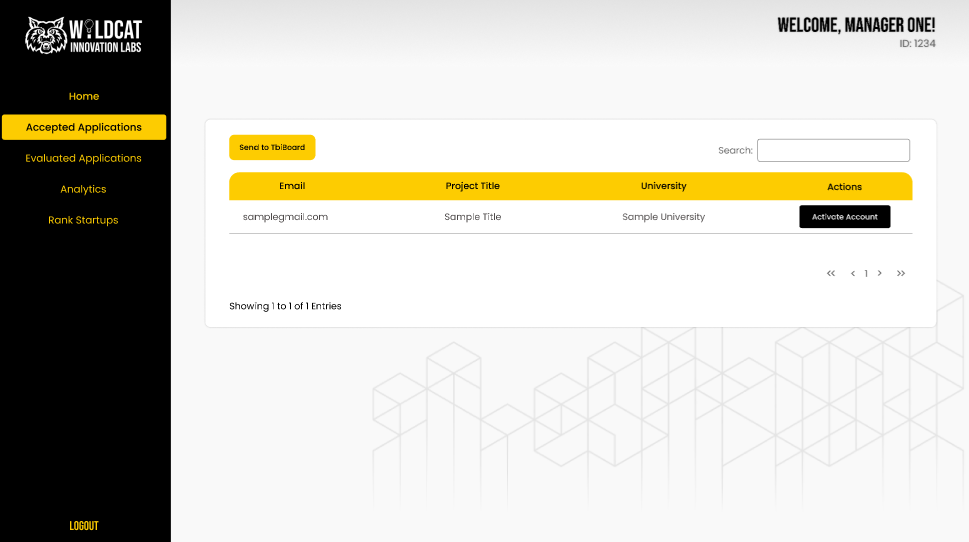 WILDCAT
INNOVATION LABS
WELCOME, MANAGER ONE!
ID: 1234
Home
Accepted Applications
Evaluated Applications
Analytics
Rank Startups
LOGOUT
Send to TbiBoard
Search:
Email Project Title University Actions
samplegmail.com Sample Title Sample University Activate Account
<< < 1 > >>
Showing 1 to 1 of 1 Entries